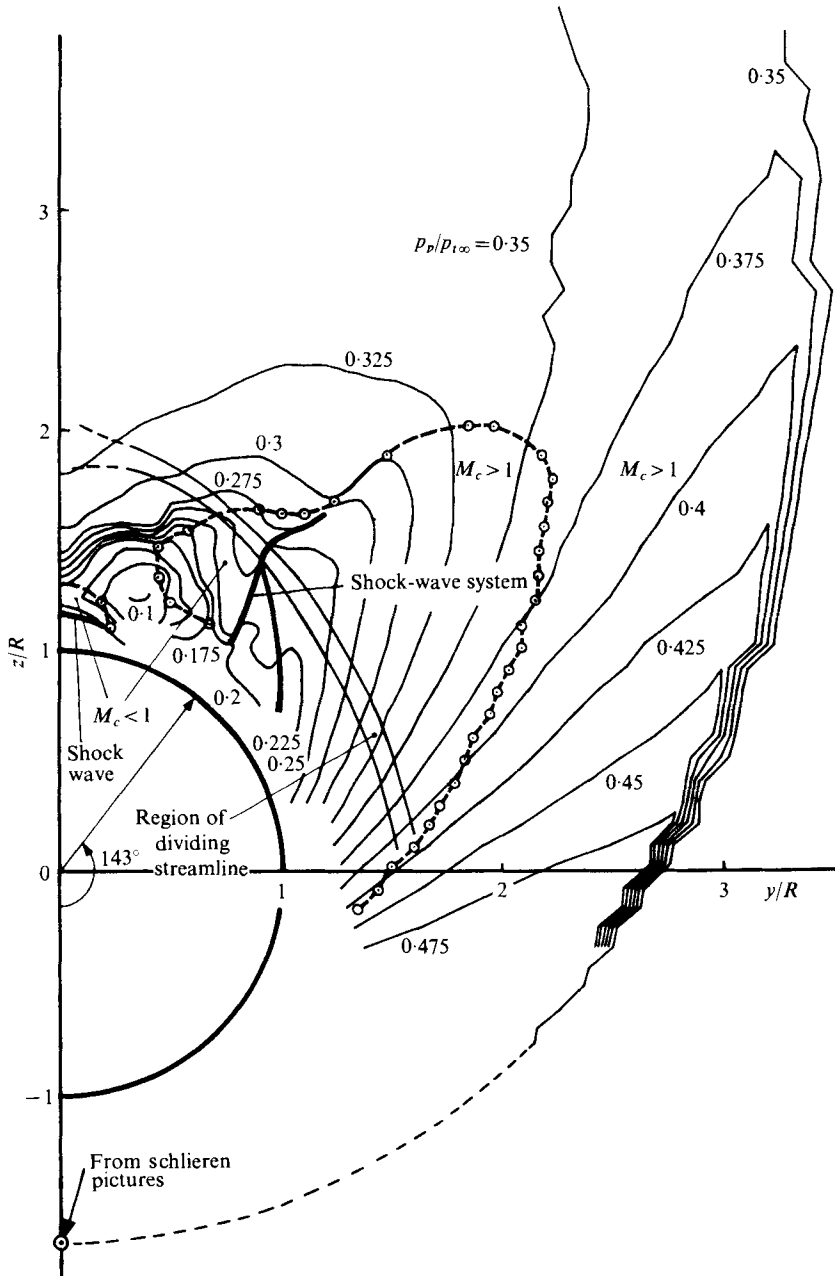 0·35
3
p_p/p_{t∞} = 0·35
0·375
0·325
2
0·3
M_c > 1
M_c > 1
0·275
0·4
Shock-wave system
0·1
z/R
1
0·175
0·425
0·2
M_c < 1
Shock
wave
0·225
0·25
0·45
Region of
dividing
streamline
143°
0
1
2
3
y/R
0·475
−1
From schlieren
pictures